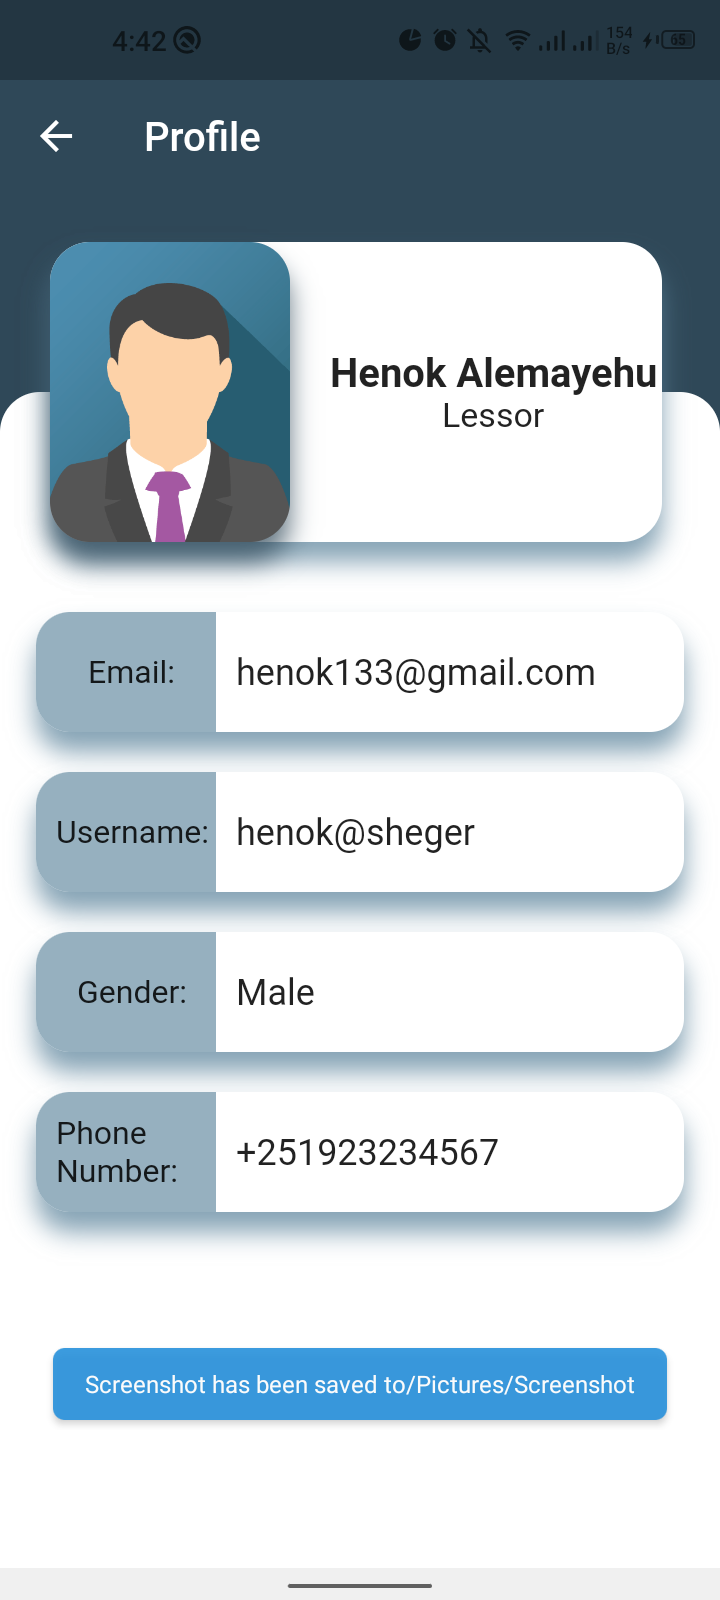 4:42
154
B/s
65
Profile
Henok Alemayehu
Lessor
Email:
henok133@gmail.com
Username:
henok@sheger
Gender:
Male
Phone
Number:
+251923234567
Screenshot has been saved to/Pictures/Screenshot